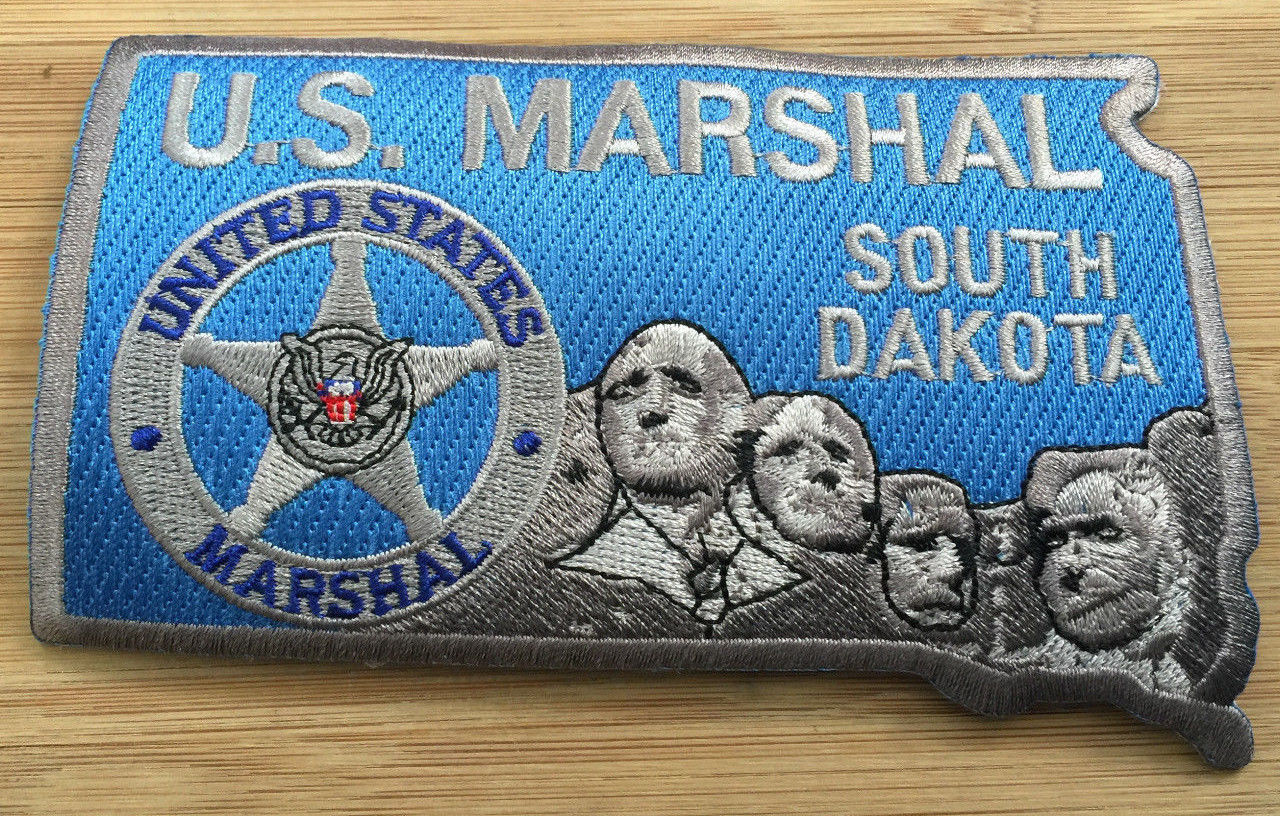 U.S. MARSHAL
SOUTH
DAKOTA
UNITED STATES
MARSHAL